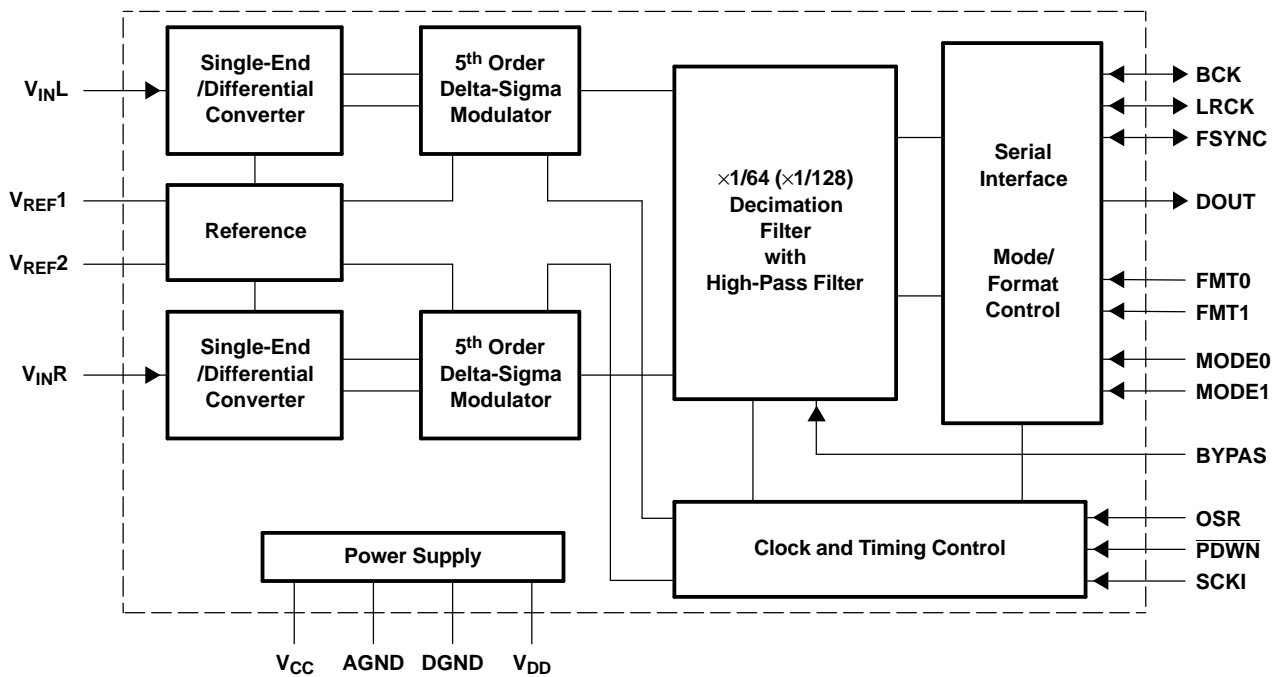 V_IN L
V_REF 1
V_REF 2
V_IN R
Single-End
/Differential
Converter
5th Order
Delta-Sigma
Modulator
Reference
Single-End
/Differential
Converter
5th Order
Delta-Sigma
Modulator
×1/64 (×1/128)
Decimation
Filter
with
High-Pass Filter
Serial
Interface
Mode/
Format
Control
Clock and Timing Control
Power Supply
BCK
LRCK
FSYNC
DOUT
FMT0
FMT1
MODE0
MODE1
BYPAS
OSR
PDWN
SCKI
VCC
AGND
DGND
VDD